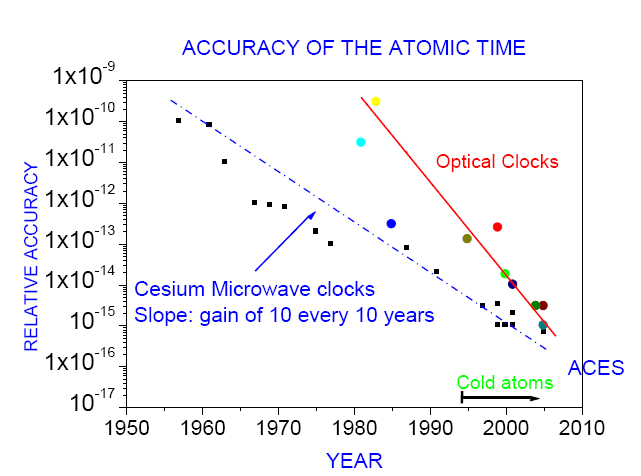 ACCURACY OF THE ATOMIC TIME
1x10⁻⁹
1x10⁻¹⁰
1x10⁻¹¹
1x10⁻¹²
1x10⁻¹³
1x10⁻¹⁴
1x10⁻¹⁵
1x10⁻¹⁶
10⁻¹⁷
RELATIVE ACCURACY
Optical Clocks
Cesium Microwave clocks
Slope: gain of 10 every 10 years
ACES
Cold atoms
1950 1960 1970 1980 1990 2000 2010
YEAR